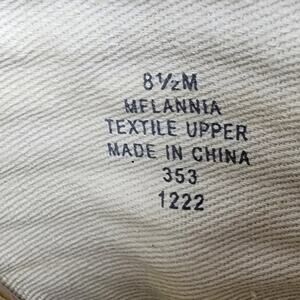 8½M
MELANNIA
TEXTILE UPPER
MADE IN CHINA
353
1222